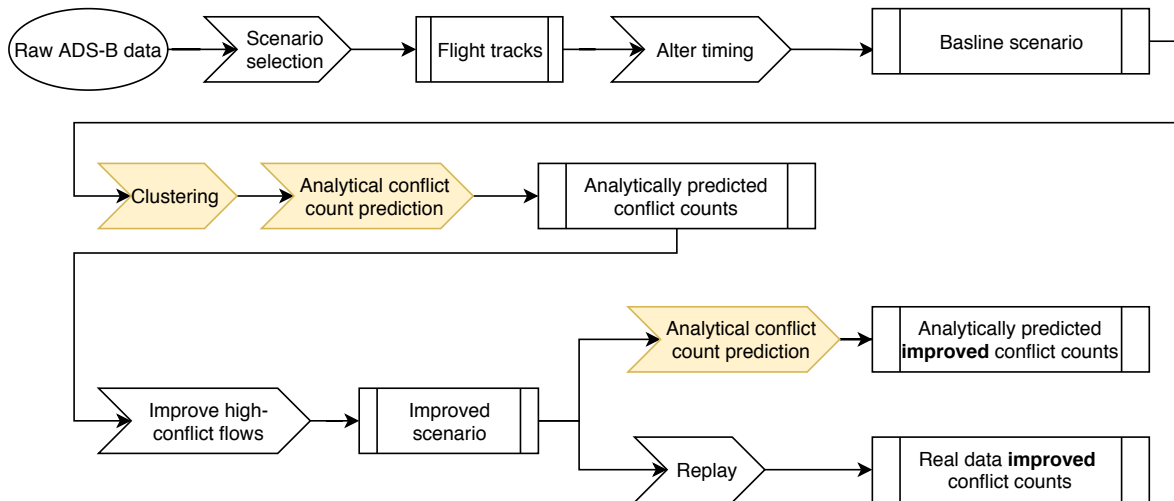 Raw ADS-B data
Scenario
selection
Flight tracks
Alter timing
Basline scenario
Clustering
Analytical conflict
count prediction
Analytically predicted
conflict counts
Analytical conflict
count prediction
Analytically predicted
improved conflict counts
Improve high-
conflict flows
Improved
scenario
Replay
Real data improved
conflict counts